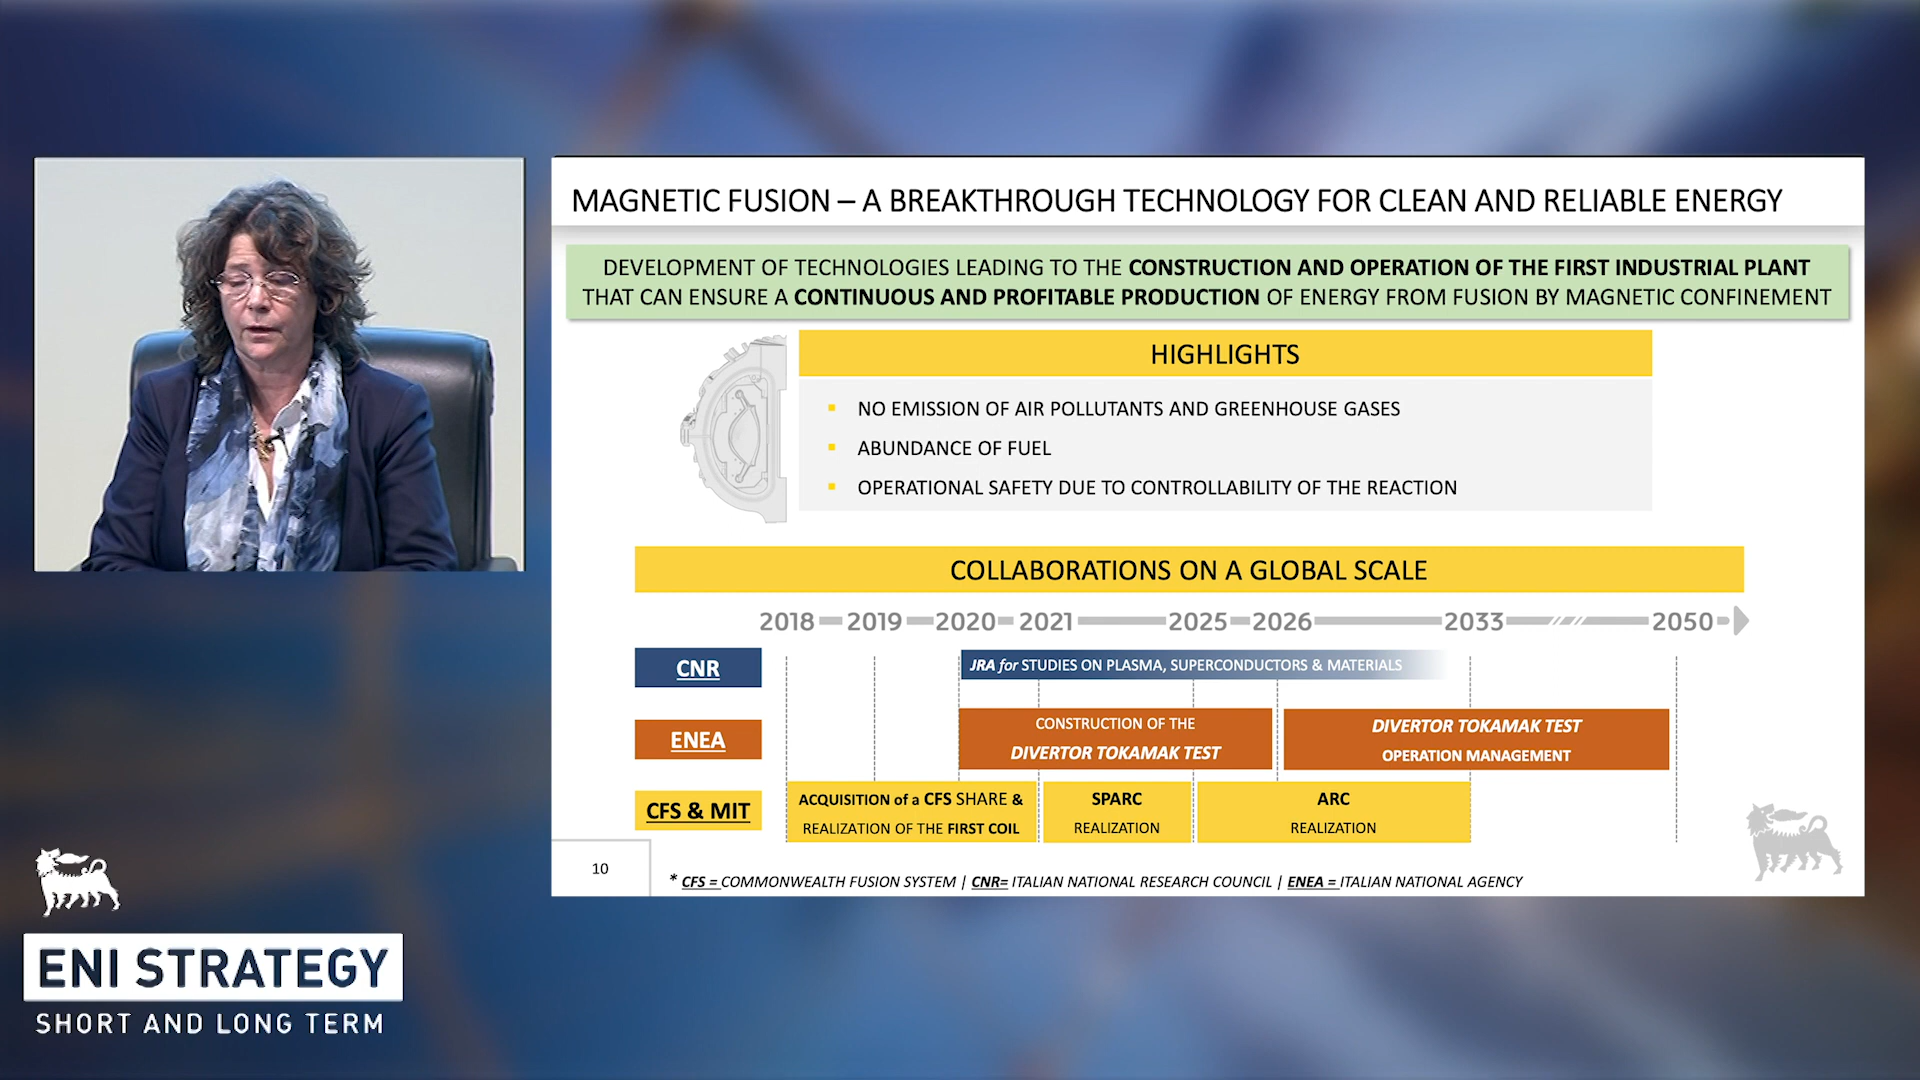 MAGNETIC FUSION – A BREAKTHROUGH TECHNOLOGY FOR CLEAN AND RELIABLE ENERGY
DEVELOPMENT OF TECHNOLOGIES LEADING TO THE CONSTRUCTION AND OPERATION OF THE FIRST INDUSTRIAL PLANT
THAT CAN ENSURE A CONTINUOUS AND PROFITABLE PRODUCTION OF ENERGY FROM FUSION BY MAGNETIC CONFINEMENT
HIGHLIGHTS
▪ NO EMISSION OF AIR POLLUTANTS AND GREENHOUSE GASES
▪ ABUNDANCE OF FUEL
▪ OPERATIONAL SAFETY DUE TO CONTROLLABILITY OF THE REACTION
COLLABORATIONS ON A GLOBAL SCALE
2018 2019 2020 2021 2025 2026 2033 2050
CNR
JRA for STUDIES ON PLASMA, SUPERCONDUCTORS & MATERIALS
ENEA
CONSTRUCTION OF THE
DIVERTOR TOKAMAK TEST
DIVERTOR TOKAMAK TEST
OPERATION MANAGEMENT
CFS & MIT
ACQUISITION of a CFS SHARE &
REALIZATION OF THE FIRST COIL
SPARC
REALIZATION
ARC
REALIZATION
10
* CFS = COMMONWEALTH FUSION SYSTEM | CNR= ITALIAN NATIONAL RESEARCH COUNCIL | ENEA = ITALIAN NATIONAL AGENCY
ENI STRATEGY
SHORT AND LONG TERM